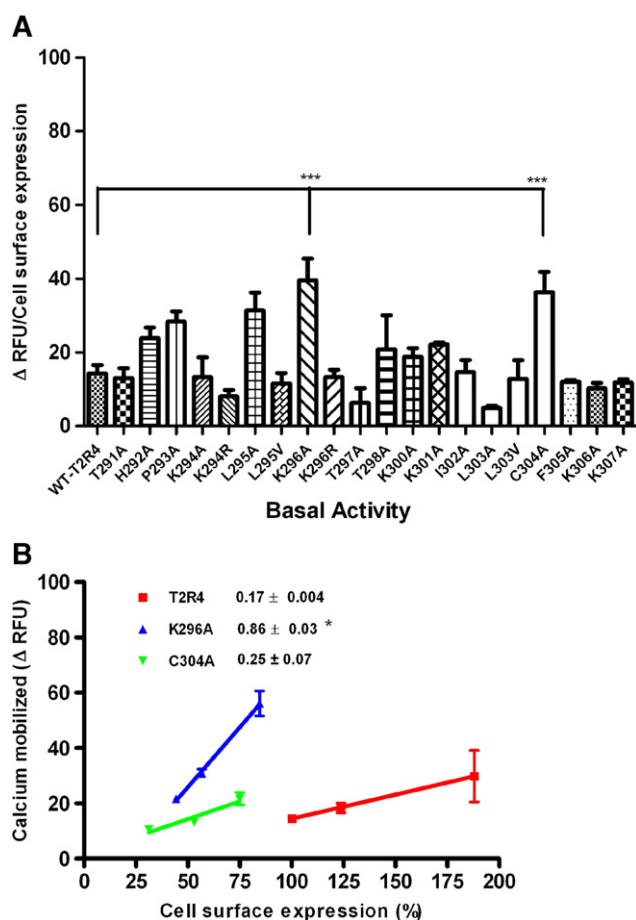 A
Δ RFU/Cell surface expression
100
80
60
40
20
0
*** ***
WT-T2R4 T291A H292A P293A K294A K294R L295A L295V K296A K296R T297A T298A K300A K301A I302A L303A L303V C304A F305A K306A K307A
Basal Activity
B
Calcium mobilized (Δ RFU)
100
80
60
40
20
0
T2R4 0.17 ± 0.004
K296A 0.86 ± 0.03 *
C304A 0.25 ± 0.07
0 25 50 75 100 125 150 175 200
Cell surface expression (%)